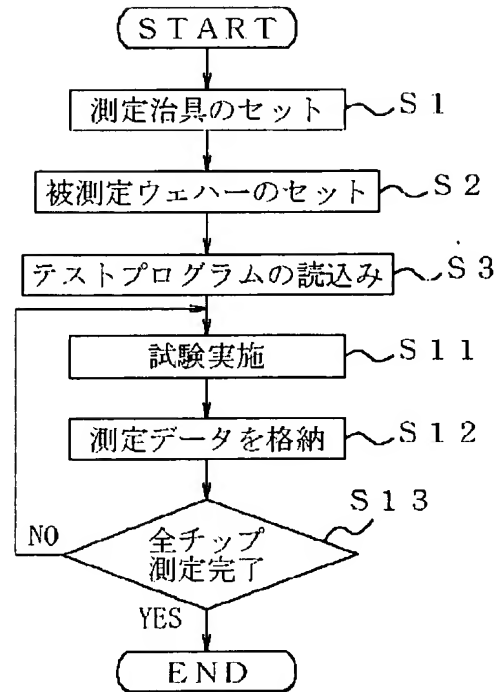 START
測定治具のセット
S1
被測定ウェハーのセット
S2
テストプログラムの読込み
S3
試験実施
S11
測定データを格納
S12
S13
全チップ
測定完了
NO
YES
END